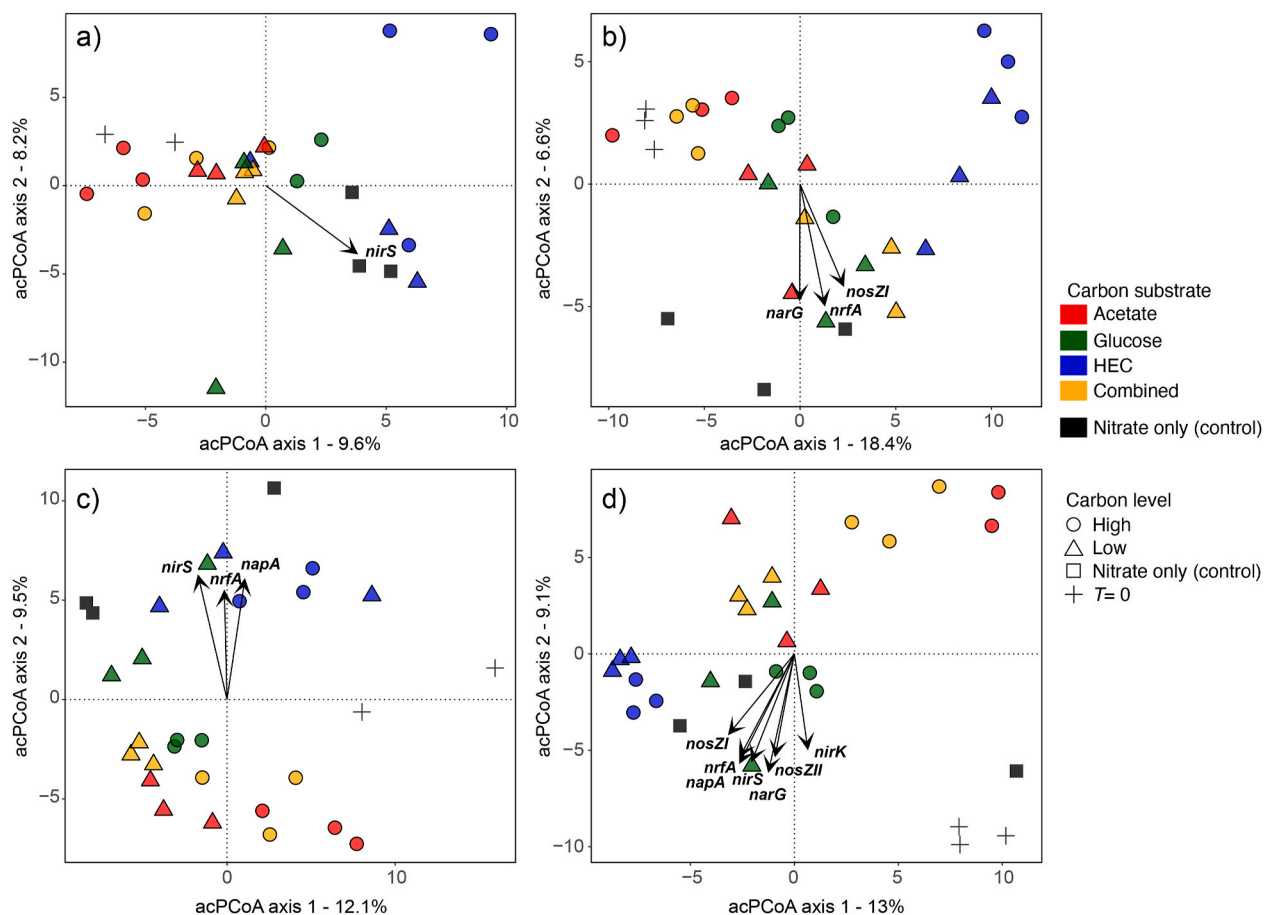 a)
5
0
−5
−10
−5
0
5
10
acPCoA axis 2 - 8.2%
acPCoA axis 1 - 9.6%
nirS
b)
5
0
−5
−10
−5
0
5
10
acPCoA axis 2 - 6.6%
acPCoA axis 1 - 18.4%
nosZI
narG
nrfA
Carbon substrate
Acetate
Glucose
HEC
Combined
Nitrate only (control)
c)
10
5
0
−5
0
10
acPCoA axis 2 - 9.5%
acPCoA axis 1 - 12.1%
nirS
nrfA
napA
d)
5
0
−5
−10
−5
0
5
10
acPCoA axis 2 - 9.1%
acPCoA axis 1 - 13%
nosZI
nirK
nrfA
nosZII
napA
nirS
narG
Carbon level
High
Low
Nitrate only (control)
T= 0